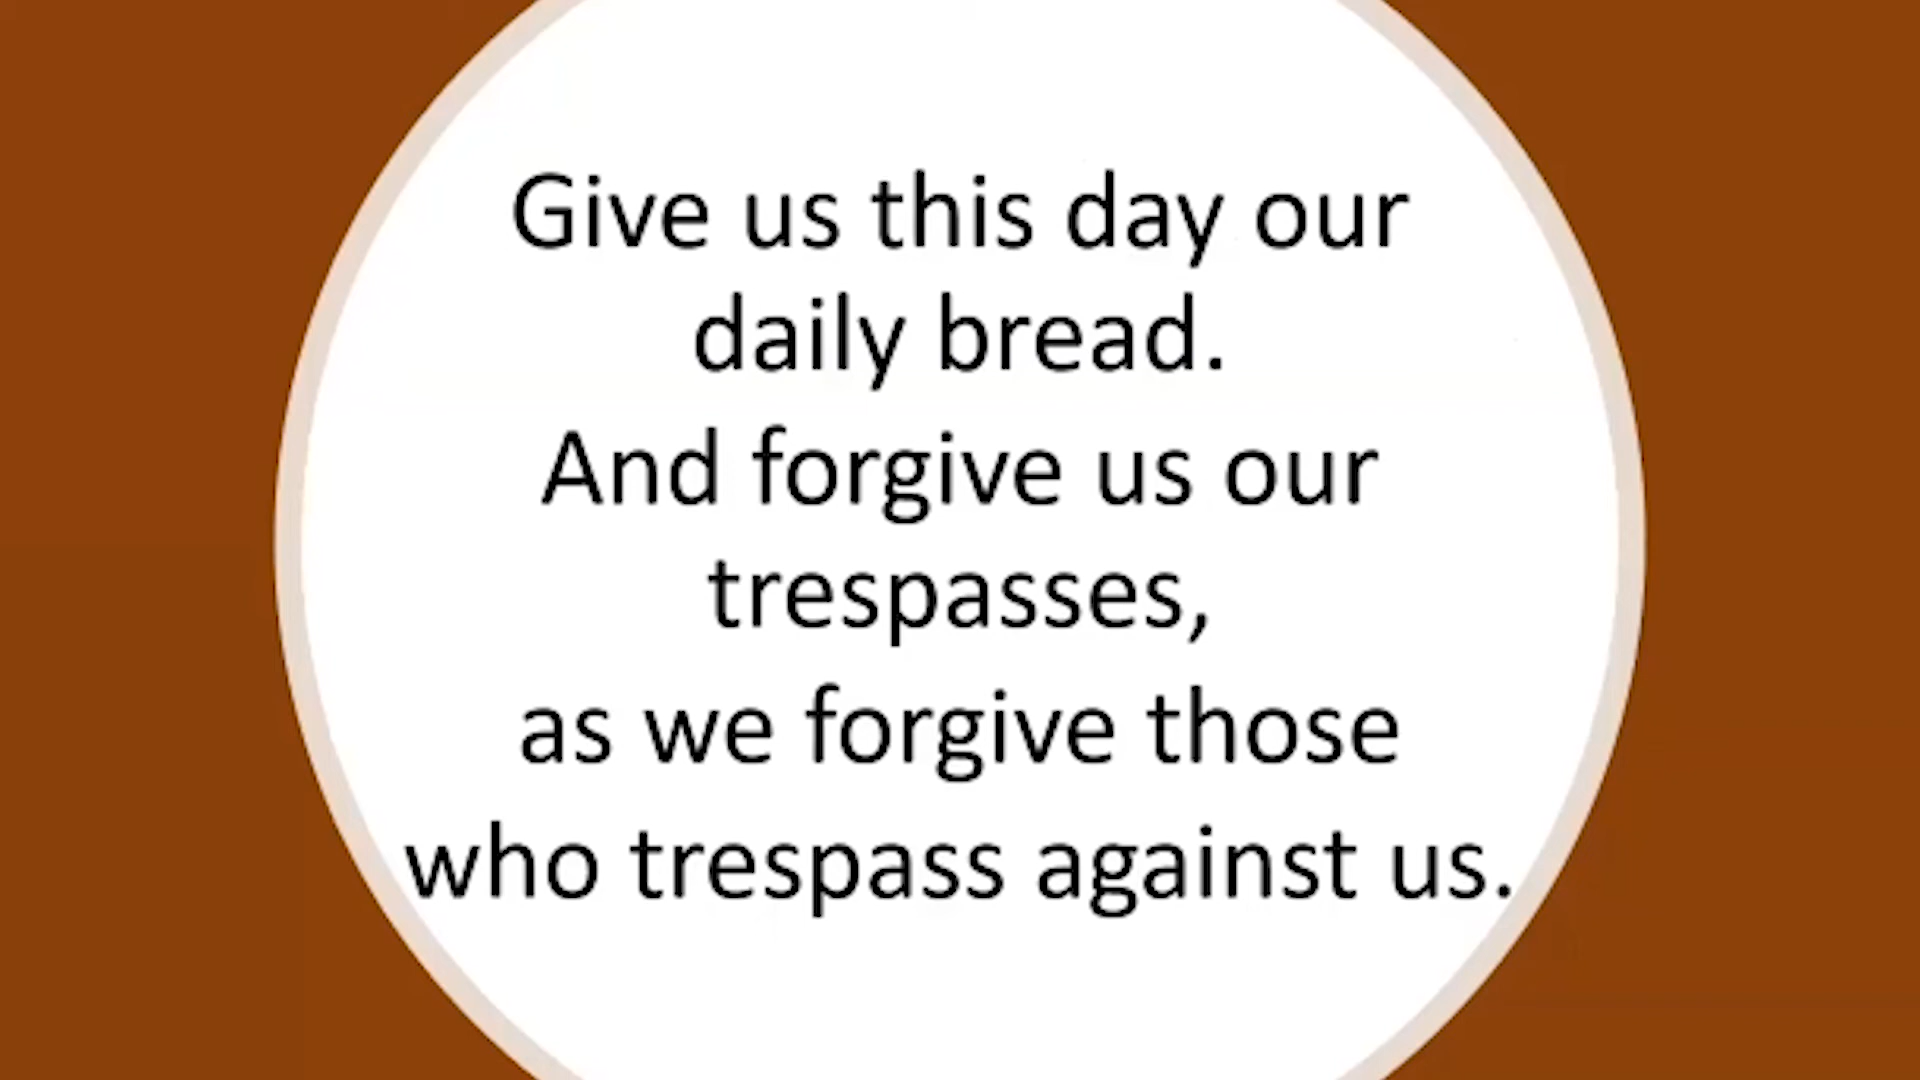 Give us this day our
daily bread.
And forgive us our
trespasses,
as we forgive those
who trespass against us.